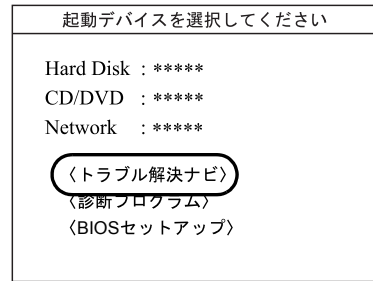 起動デバイスを選択してください
Hard Disk : *****
CD/DVD : *****
Network : *****
〈トラブル解決ナビ〉
〈診断プログラム〉
〈BIOSセットアップ〉